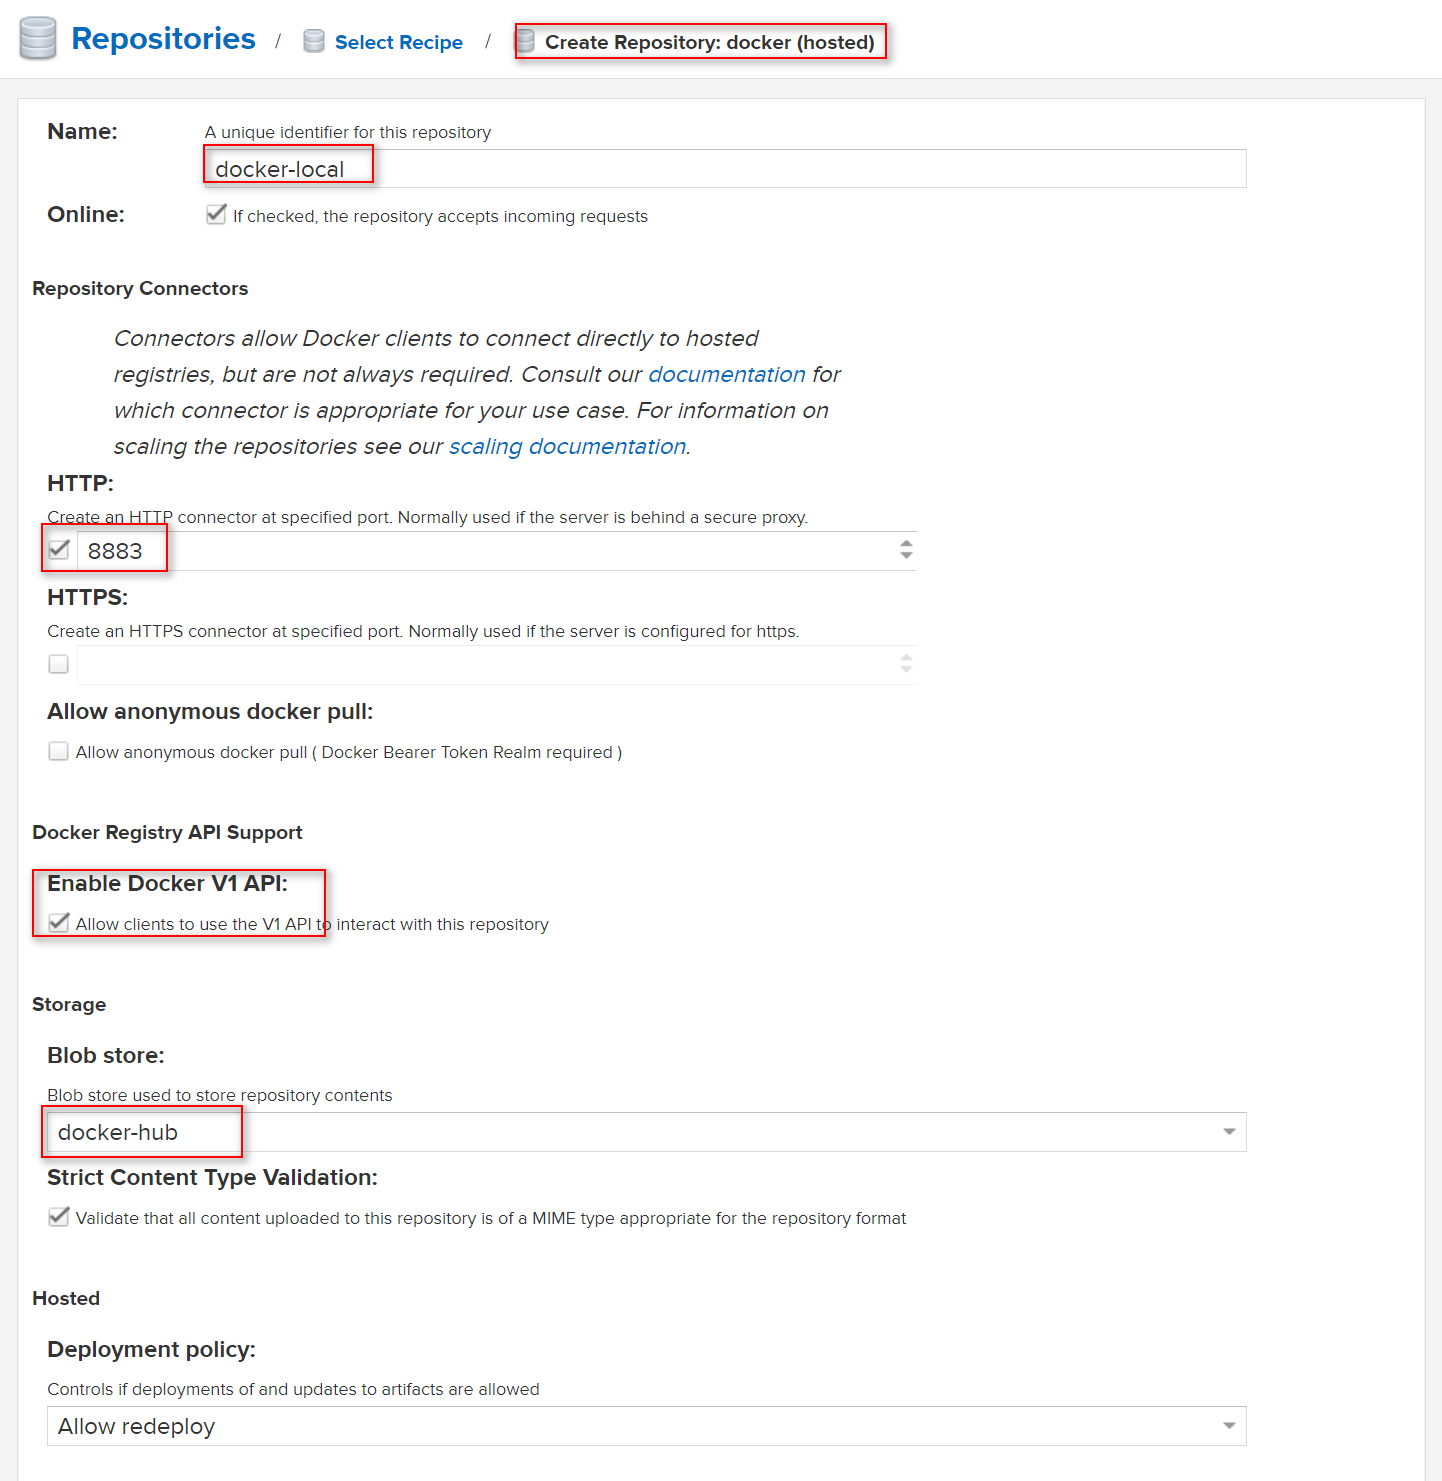 Repositories / Select Recipe / Create Repository: docker (hosted)
Name: A unique identifier for this repository
docker-local
Online: If checked, the repository accepts incoming requests
Repository Connectors
Connectors allow Docker clients to connect directly to hosted
registries, but are not always required. Consult our documentation for
which connector is appropriate for your use case. For information on
scaling the repositories see our scaling documentation.
HTTP:
Create an HTTP connector at specified port. Normally used if the server is behind a secure proxy.
8883
HTTPS:
Create an HTTPS connector at specified port. Normally used if the server is configured for https.
Allow anonymous docker pull:
Allow anonymous docker pull ( Docker Bearer Token Realm required )
Docker Registry API Support
Enable Docker V1 API:
Allow clients to use the V1 API to interact with this repository
Storage
Blob store:
Blob store used to store repository contents
docker-hub
Strict Content Type Validation:
Validate that all content uploaded to this repository is of a MIME type appropriate for the repository format
Hosted
Deployment policy:
Controls if deployments of and updates to artifacts are allowed
Allow redeploy